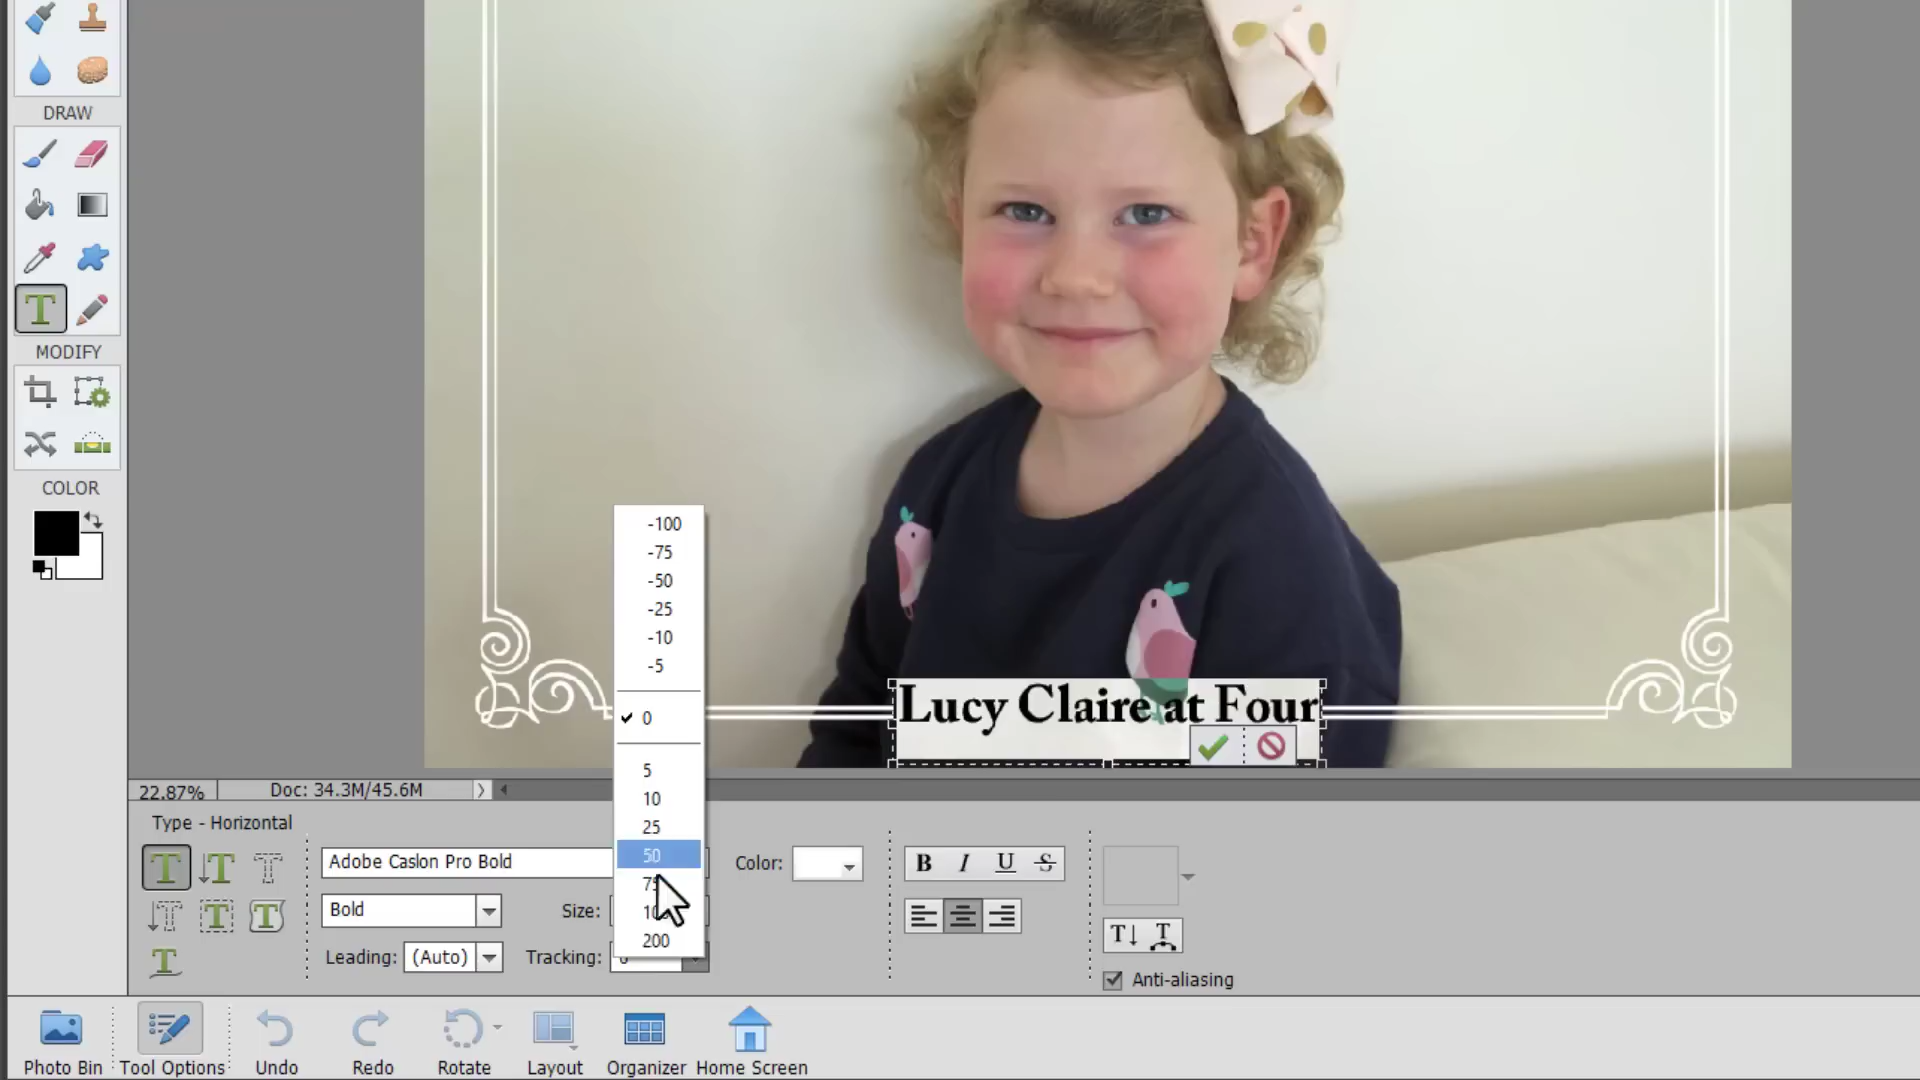 DRAW
MODIFY
COLOR
-100
-75
-50
-25
-10
-5
0
5
10
25
50
200
Lucy Claire at Four
22.87%
Doc: 34.3M/45.6M
Type - Horizontal
Adobe Caslon Pro Bold
Color:
B I U S
Bold
Size:
Leading:
(Auto)
Tracking:
Anti-aliasing
Photo Bin
Tool Options
Undo
Redo
Rotate
Layout
Organizer
Home Screen